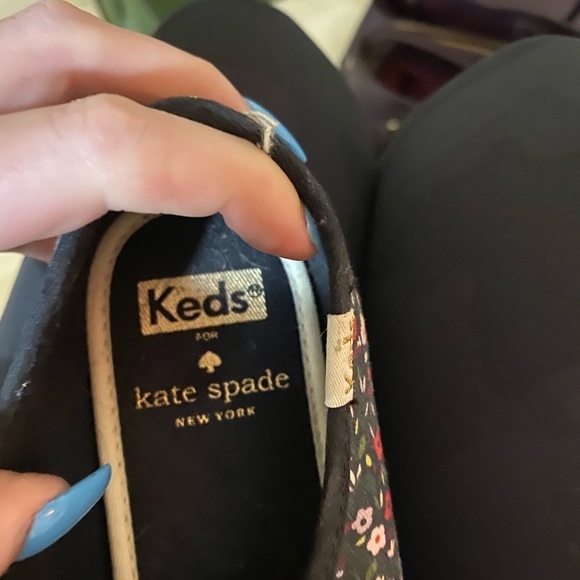 Keds®
FOR
kate spade
NEW YORK